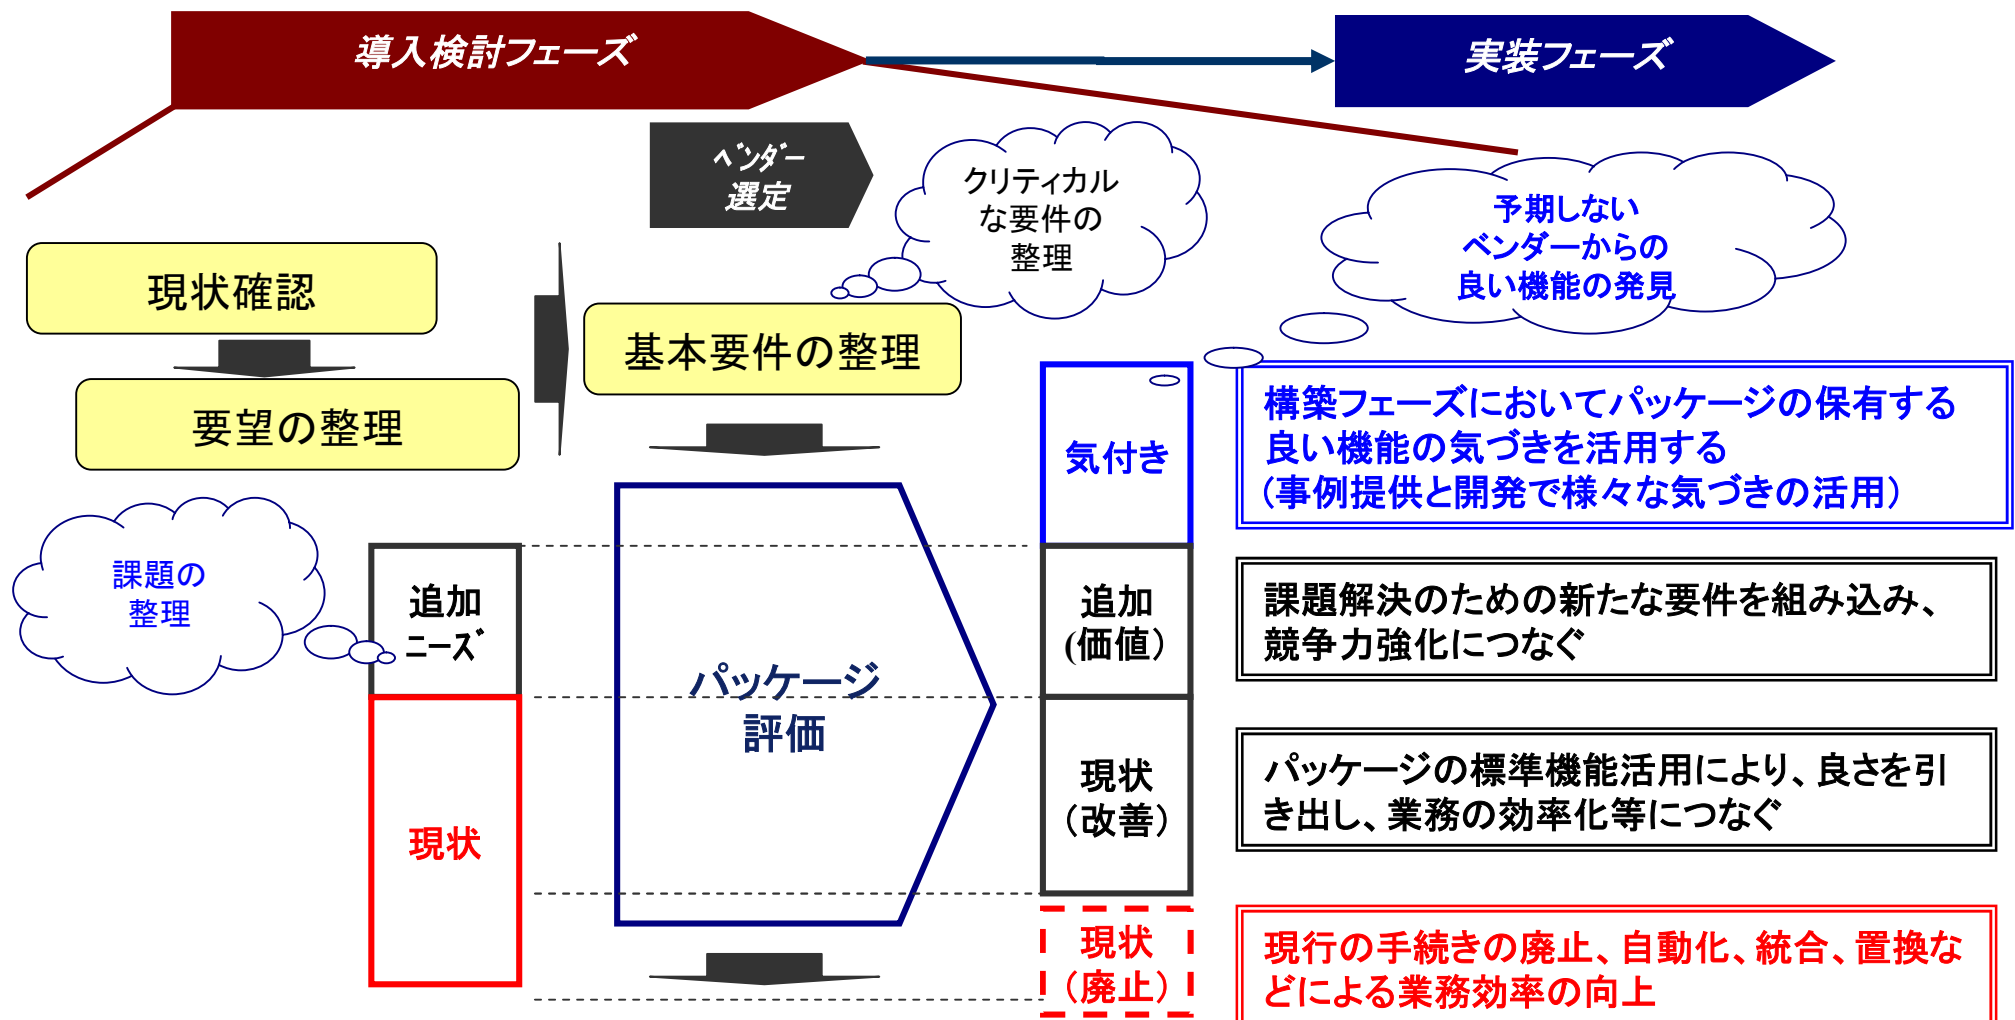 導入検討フェーズ
実装フェーズ
ﾍﾞﾝﾀﾞｰ
選定
クリティカル
な要件の
整理
予期しない
ベンダーからの
良い機能の発見
現状確認
要望の整理
基本要件の整理
課題の
整理
追加
ﾆｰｽﾞ
現状
パッケージ
評価
気付き
追加
(価値）
現状
（改善）
現状
（廃止）
構築フェーズにおいてパッケージの保有する
良い機能の気づきを活用する
（事例提供と開発で様々な気づきの活用）
課題解決のための新たな要件を組み込み、
競争力強化につなぐ
パッケージの標準機能活用により、良さを引
き出し、業務の効率化等につなぐ
現行の手続きの廃止、自動化、統合、置換な
どによる業務効率の向上